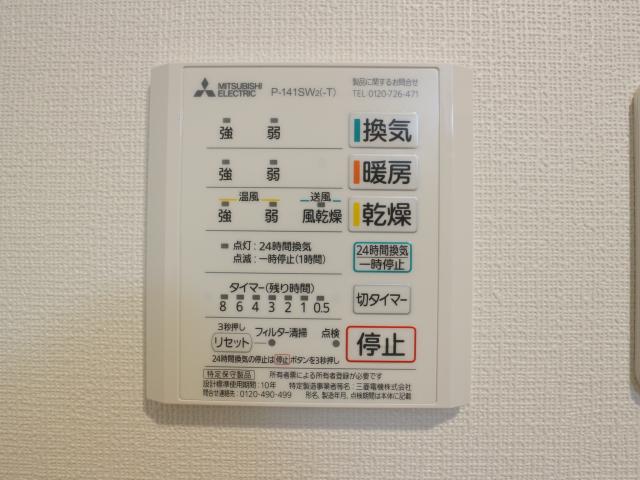 MITSUBISHI ELECTRIC P-141SW2(-T) 製品に関するお問合せ TEL 0120-726-471
強 弱 換気
強 弱 暖房
温風 送風
強 弱 風乾燥 乾燥
点灯:24時間換気
点滅:一時停止(1時間)
24時間換気
一時停止
タイマー(残り時間)
8 6 4 3 2 1 0.5
切タイマー
3秒押し
リセット フィルター清掃 点検
停止
24時間換気の停止は停止ボタンを3秒押し
特定保守製品 所有者票による所有者登録が必要です
設計標準使用期間:10年 特定製造事業者等名:三菱電機株式会社
問合せ連絡先:0120-490-499 形名、製造年月、点検期間は本体に記載